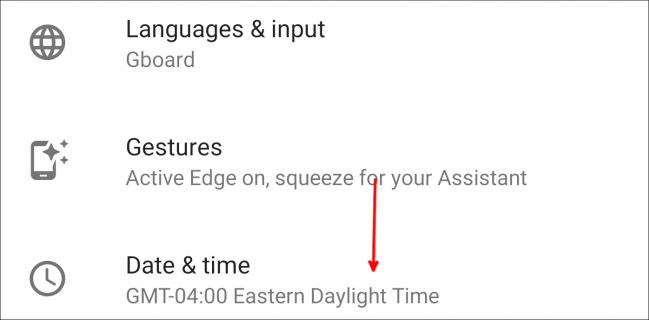 Languages & input
Gboard
Gestures
Active Edge on, squeeze for your Assistant
Date & time
GMT-04:00 Eastern Daylight Time